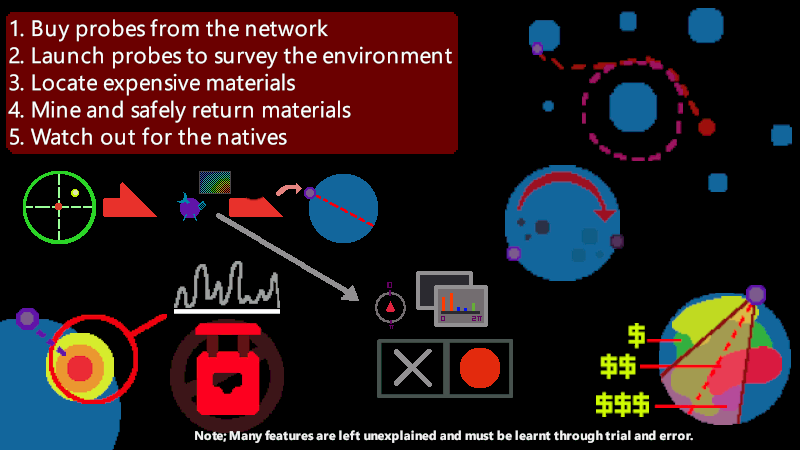 1. Buy probes from the network
2. Launch probes to survey the environment
3. Locate expensive materials
4. Mine and safely return materials
5. Watch out for the natives
0 2π
$
$$
$$$
Note; Many features are left unexplained and must be learnt through trial and error.